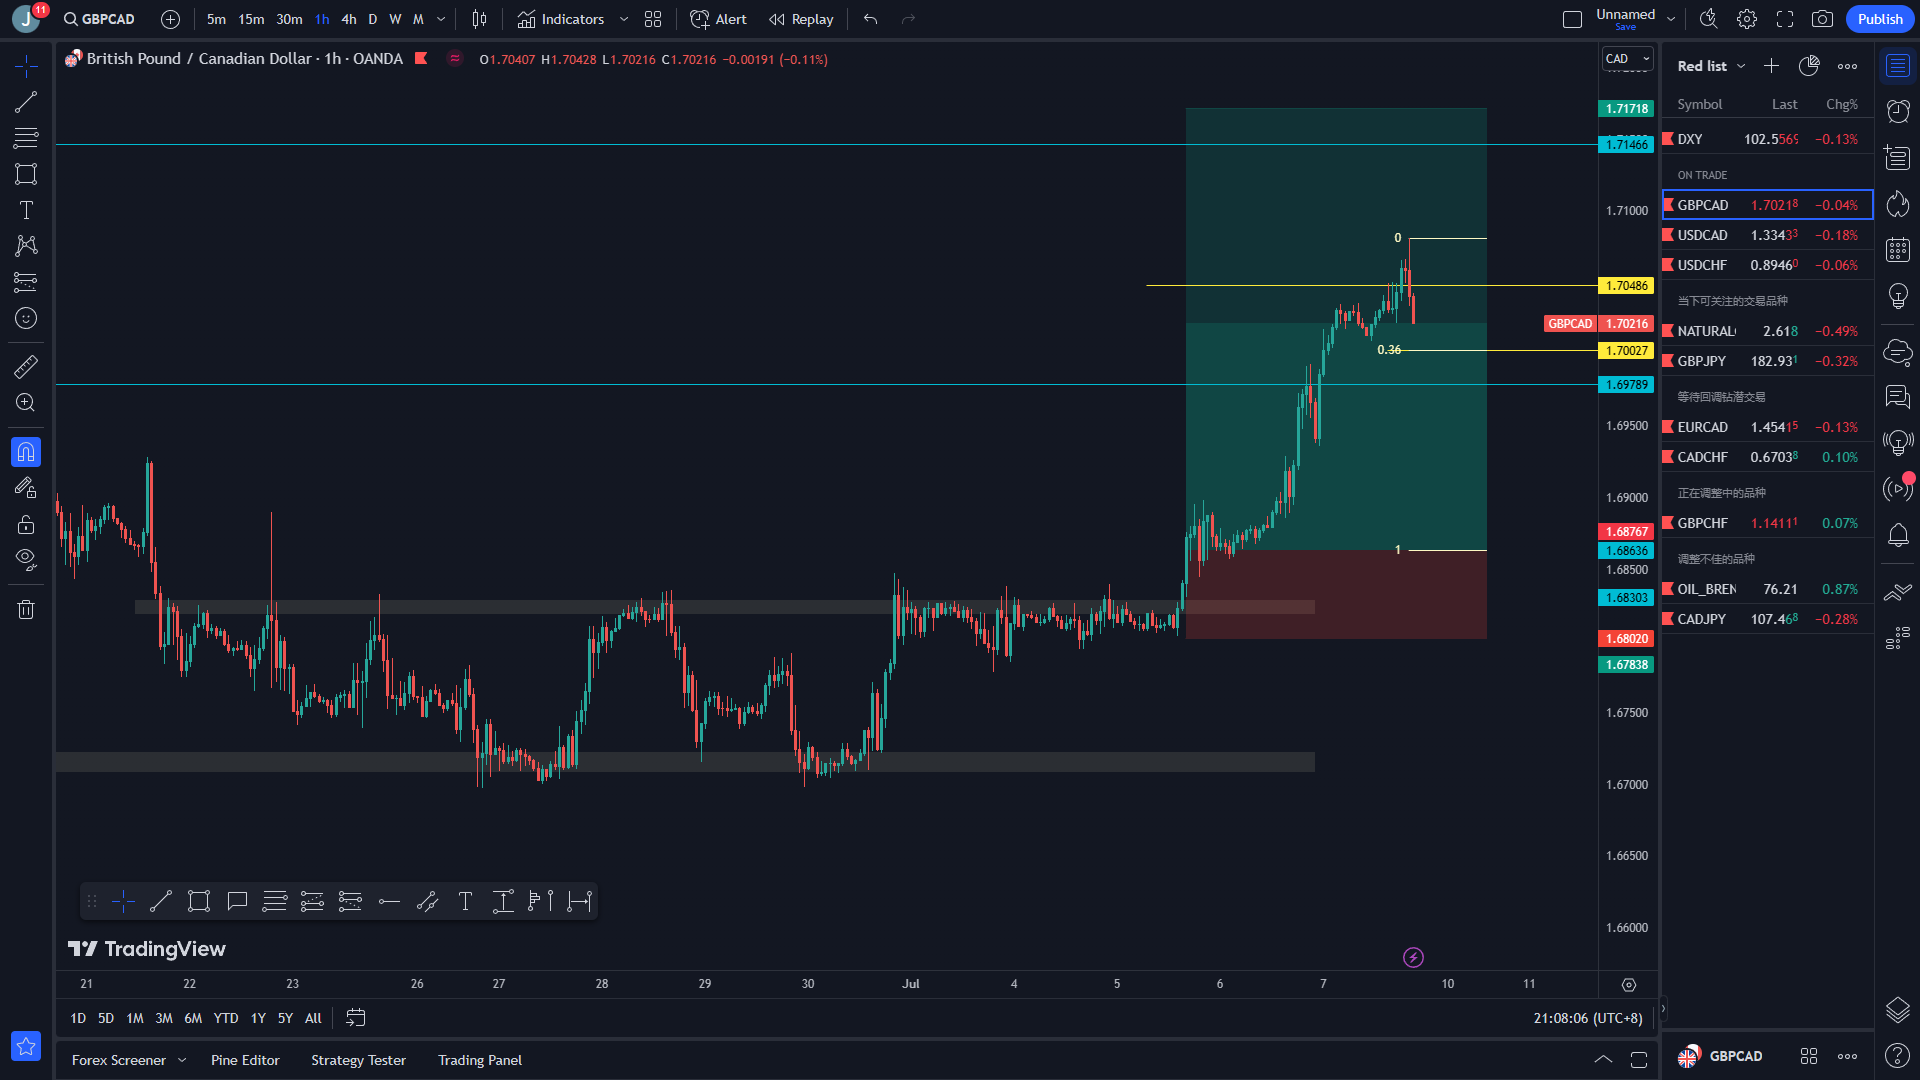 J 11 GBPCAD 5m 15m 30m 1h 4h D W M Indicators Alert Replay Unnamed Save Publish
British Pound / Canadian Dollar · 1h · OANDA O1.70407 H1.70428 L1.70216 C1.70216 −0.00191 (−0.11%)
CAD
1.71718
1.71466
1.71000
0
1.70486
GBPCAD 1.70216
0.36 1.70027
1.69789
1.69500
1.69000
1.68767
1 1.68636
1.68500
1.68303
1.68020
1.67838
1.67500
1.67000
1.66500
1.66000
TradingView
21 22 23 26 27 28 29 30 Jul 4 5 6 7 10 11
1D 5D 1M 3M 6M YTD 1Y 5Y All 21:08:06 (UTC+8)
Forex Screener Pine Editor Strategy Tester Trading Panel
Red list
Symbol Last Chg%
DXY 102.569 −0.13%
ON TRADE
GBPCAD 1.70218 −0.04%
USDCAD 1.33433 −0.18%
USDCHF 0.89460 −0.06%
当下可关注的交易品种
NATURAL 2.618 −0.49%
GBPJPY 182.931 −0.32%
等待回调钻潜交易
EURCAD 1.45415 −0.13%
CADCHF 0.67038 0.10%
正在调整中的品种
GBPCHF 1.14111 0.07%
调整不佳的品种
OIL_BREN 76.21 0.87%
CADJPY 107.468 −0.28%
GBPCAD